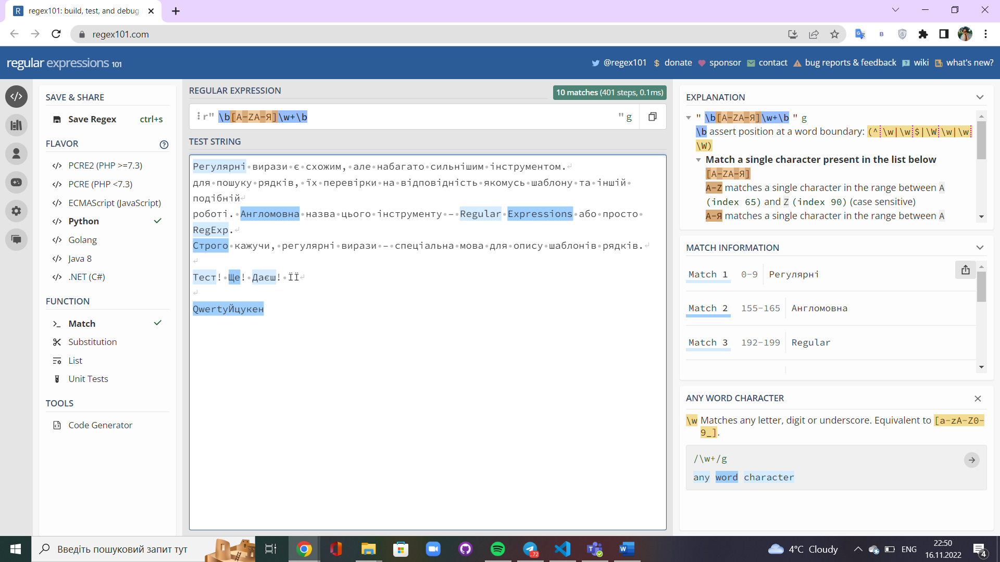 regex101: build, test, and debug
regex101.com
regular expressions 101
@regex101 donate sponsor contact bug reports & feedback wiki what's new?
SAVE & SHARE
Save Regex ctrl+s
FLAVOR
PCRE2 (PHP >=7.3)
PCRE (PHP <7.3)
ECMAScript (JavaScript)
Python
Golang
Java 8
.NET (C#)
FUNCTION
Match
Substitution
List
Unit Tests
TOOLS
Code Generator
REGULAR EXPRESSION
10 matches (401 steps, 0.1ms)
r" \b[A-ZА-Я]\w+\b " g
TEST STRING
Регулярні вирази є схожим, але набагато сильнішим інструментом.
для пошуку рядків, їх перевірки на відповідність якомусь шаблону та іншій
подібній
роботі. Англомовна назва цього інструменту – Regular Expressions або просто
RegExp.
Строго кажучи, регулярні вирази – спеціальна мова для опису шаблонів рядків.
Тест! Ще! Даєш! ЇЇ
QwertyЙцукен
EXPLANATION
" \b[A-ZА-Я]\w+\b " g
\b assert position at a word boundary: (^\w|\w$|\W\w|\w
\W)
Match a single character present in the list below
[A-ZА-Я]
A-Z matches a single character in the range between A
(index 65) and Z (index 90) (case sensitive)
А-Я matches a single character in the range between А
MATCH INFORMATION
Match 1 0-9 Регулярні
Match 2 155-165 Англомовна
Match 3 192-199 Regular
ANY WORD CHARACTER
\w Matches any letter, digit or underscore. Equivalent to [a-zA-Z0-
9_].
/\w+/g
any word character
Введіть пошуковий запит тут
..72
4°C Cloudy
ENG
22:50
16.11.2022
4